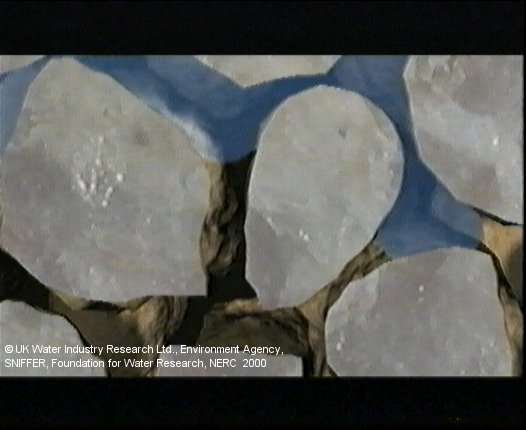 © UK Water Industry Research Ltd., Environment Agency,
SNIFFER, Foundation for Water Research, NERC  2000